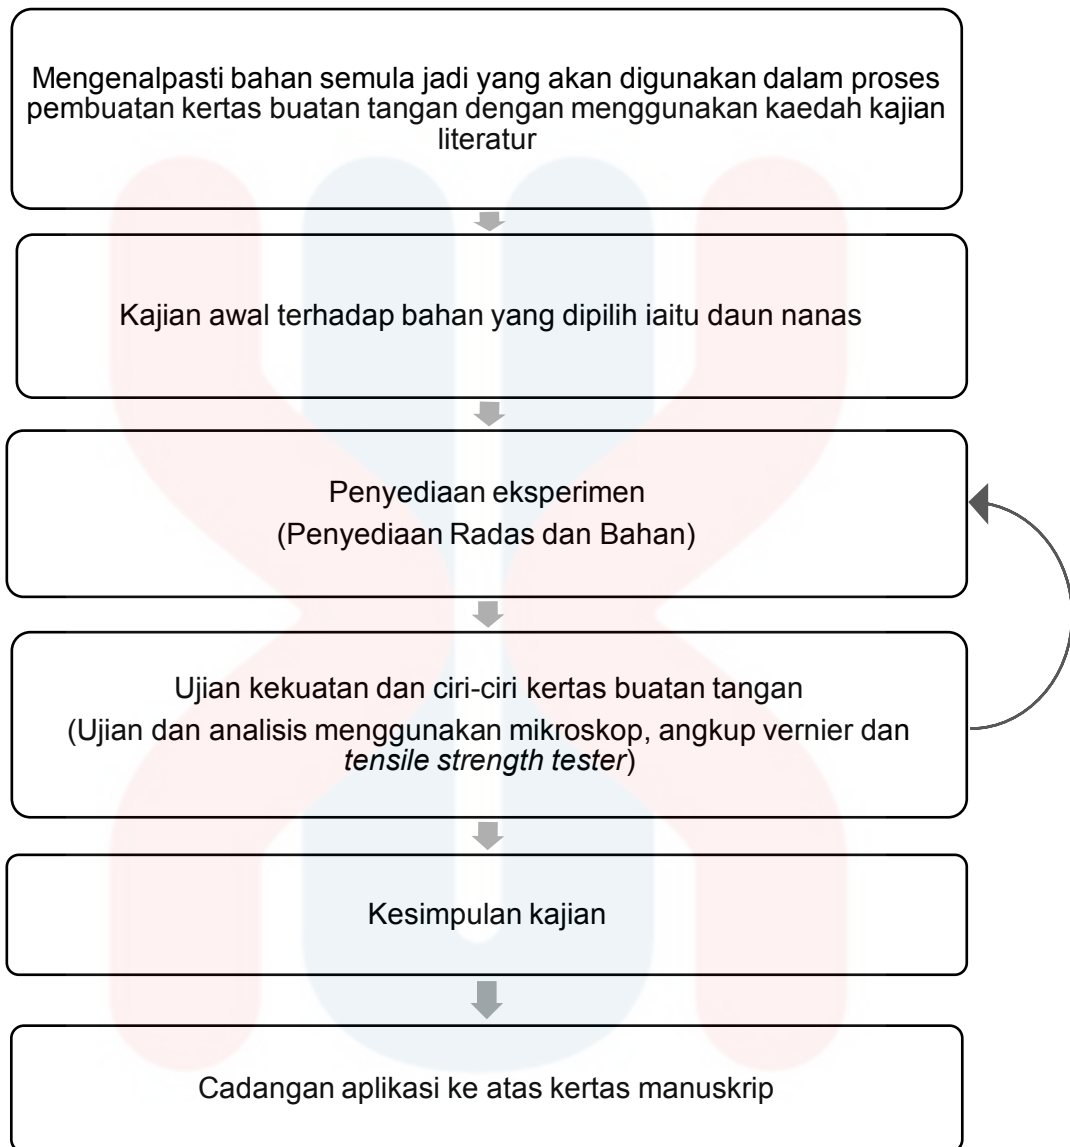 Mengenalpasti bahan semula jadi yang akan digunakan dalam proses
pembuatan kertas buatan tangan dengan menggunakan kaedah kajian
literatur
Kajian awal terhadap bahan yang dipilih iaitu daun nanas
Penyediaan eksperimen
(Penyediaan Radas dan Bahan)
Ujian kekuatan dan ciri-ciri kertas buatan tangan
(Ujian dan analisis menggunakan mikroskop, angkup vernier dan
tensile strength tester)
Kesimpulan kajian
Cadangan aplikasi ke atas kertas manuskrip